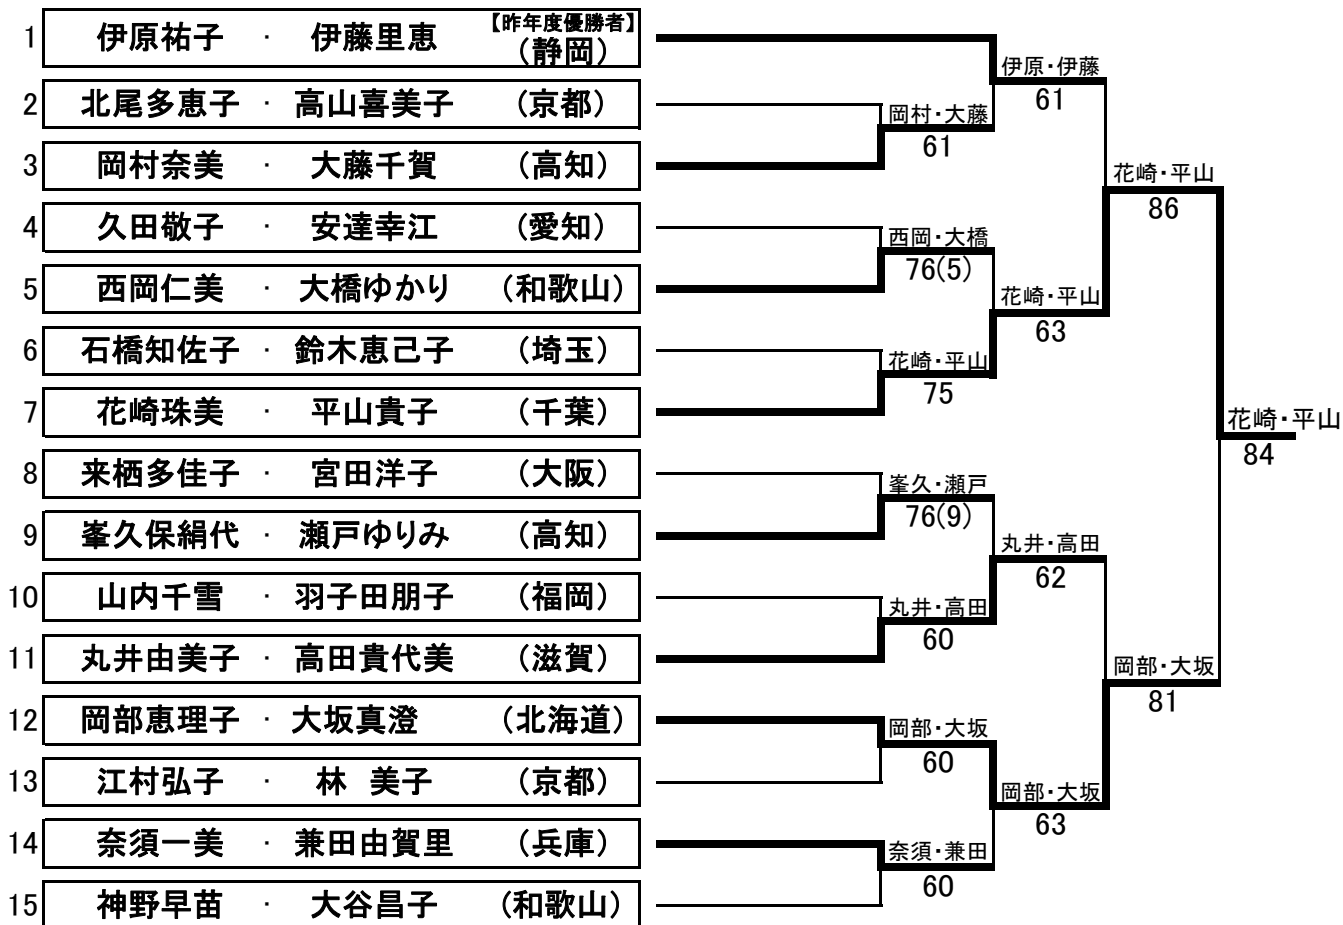 1 伊原祐子 ・ 伊藤里恵 【昨年度優勝者】(静岡)
2 北尾多恵子 ・ 高山喜美子 (京都)
3 岡村奈美 ・ 大藤千賀 (高知)
4 久田敬子 ・ 安達幸江 (愛知)
5 西岡仁美 ・ 大橋ゆかり (和歌山)
6 石橋知佐子 ・ 鈴木恵己子 (埼玉)
7 花崎珠美 ・ 平山貴子 (千葉)
8 来栖多佳子 ・ 宮田洋子 (大阪)
9 峯久保絹代 ・ 瀬戸ゆりみ (高知)
10 山内千雪 ・ 羽子田朋子 (福岡)
11 丸井由美子 ・ 高田貴代美 (滋賀)
12 岡部恵理子 ・ 大坂真澄 (北海道)
13 江村弘子 ・ 林 美子 (京都)
14 奈須一美 ・ 兼田由賀里 (兵庫)
15 神野早苗 ・ 大谷昌子 (和歌山)
岡村・大藤
61
西岡・大橋
76(5)
花崎・平山
75
峯久・瀬戸
76(9)
丸井・高田
60
岡部・大坂
60
奈須・兼田
60
伊原・伊藤
61
花崎・平山
63
丸井・高田
62
岡部・大坂
63
花崎・平山
86
岡部・大坂
81
花崎・平山
84